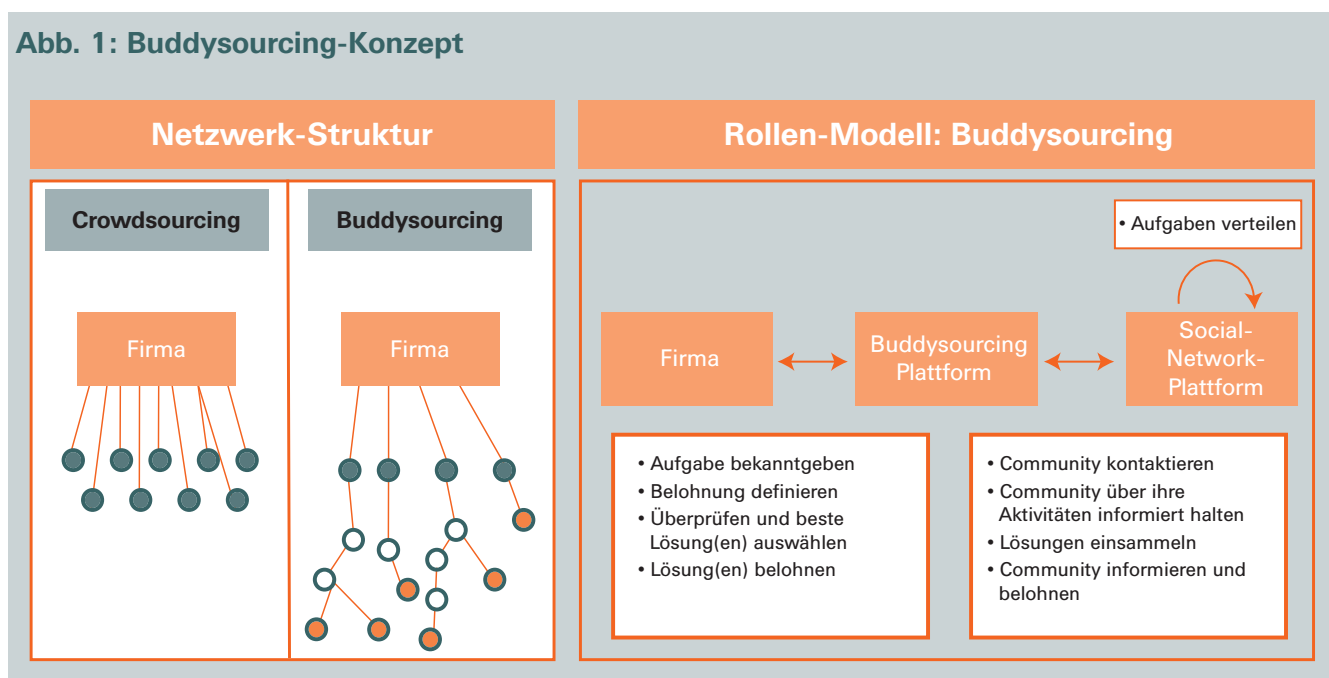 Abb. 1: Buddysourcing-Konzept
Netzwerk-Struktur
Crowdsourcing
Buddysourcing
Firma
Firma
Rollen-Modell: Buddysourcing
• Aufgaben verteilen
Firma
Buddysourcing
Plattform
Social-
Network-
Plattform
• Aufgabe bekanntgeben
• Belohnung definieren
• Überprüfen und beste
Lösung(en) auswählen
• Lösung(en) belohnen
• Community kontaktieren
• Community über ihre
Aktivitäten informiert halten
• Lösungen einsammeln
• Community informieren und
belohnen